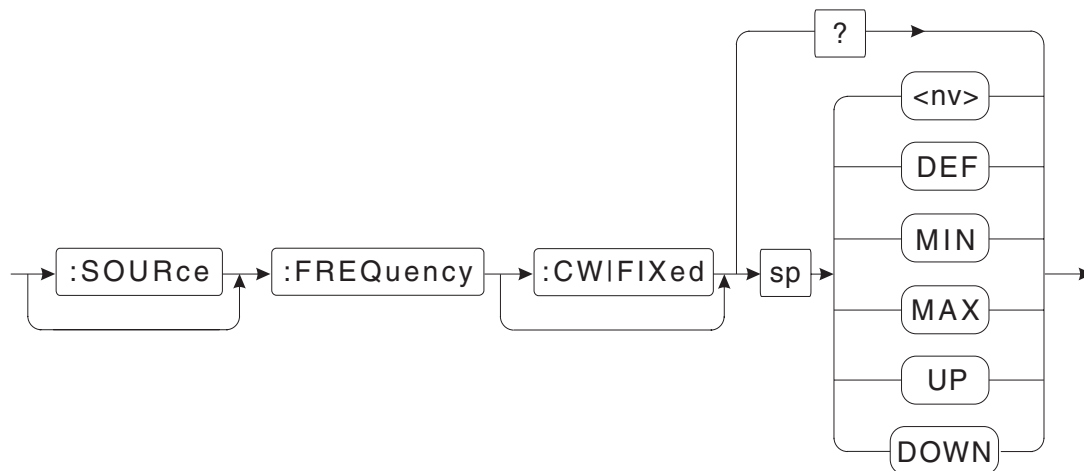 ?
<nv>
DEF
MIN
:SOURce :FREQuency :CW|FIXed sp
MAX
UP
DOWN